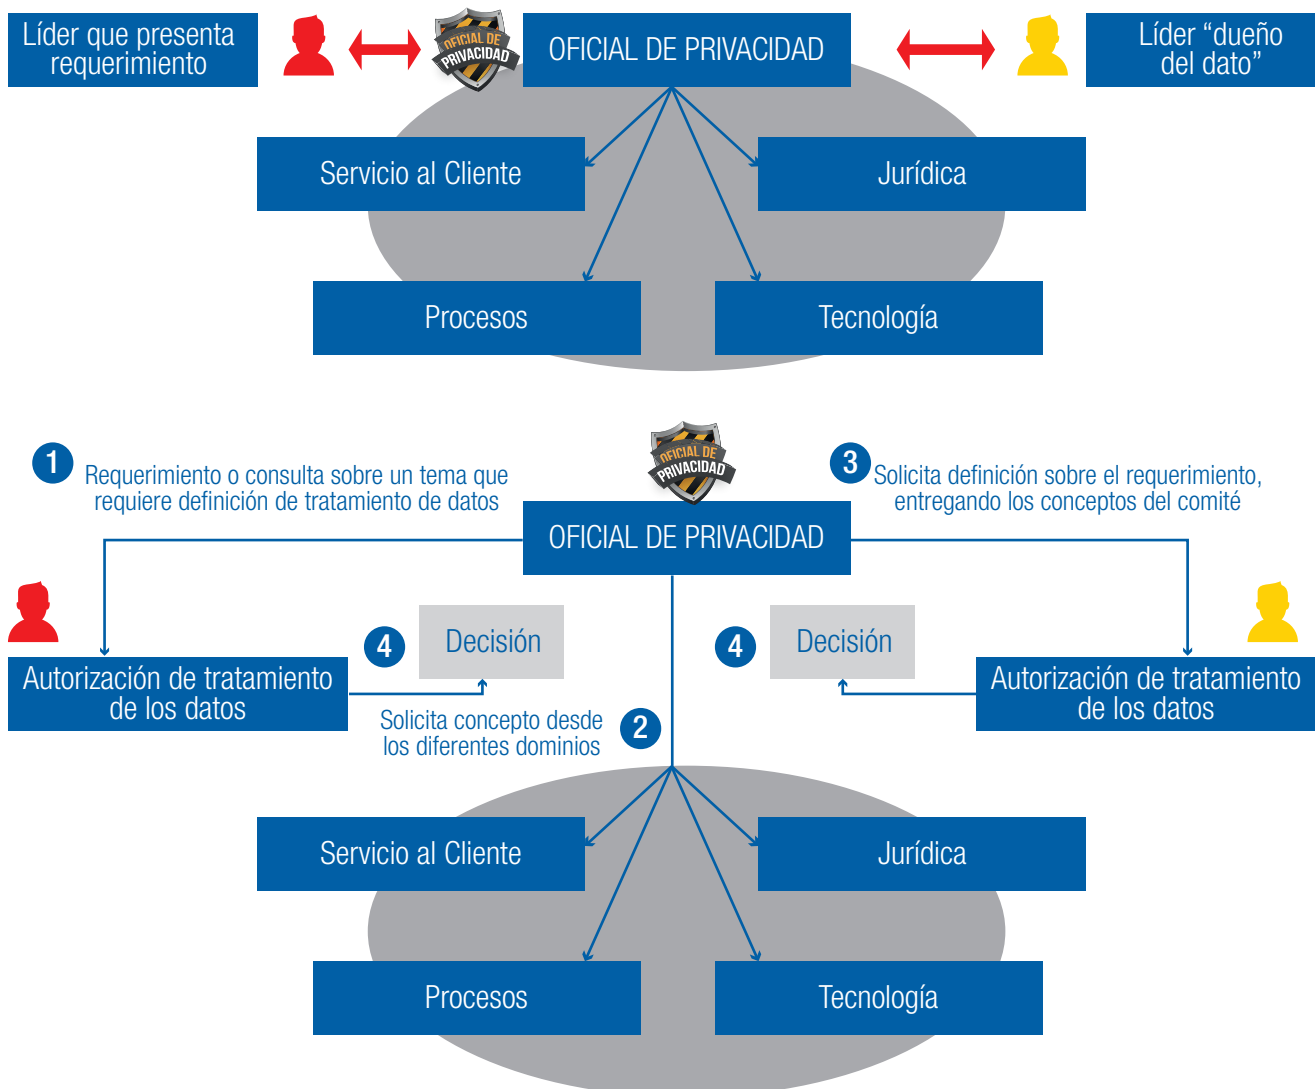 Líder que presenta
requerimiento
OFICIAL DE
PRIVACIDAD
OFICIAL DE PRIVACIDAD
Líder “dueño
del dato”
Servicio al Cliente
Jurídica
Procesos
Tecnología
1
Requerimiento o consulta sobre un tema que
requiere definición de tratamiento de datos
OFICIAL DE
PRIVACIDAD
3
Solicita definición sobre el requerimiento,
entregando los conceptos del comité
OFICIAL DE PRIVACIDAD
4
Decisión
4
Decisión
Autorización de tratamiento
de los datos
Autorización de tratamiento
de los datos
Solicita concepto desde
los diferentes dominios
2
Servicio al Cliente
Jurídica
Procesos
Tecnología